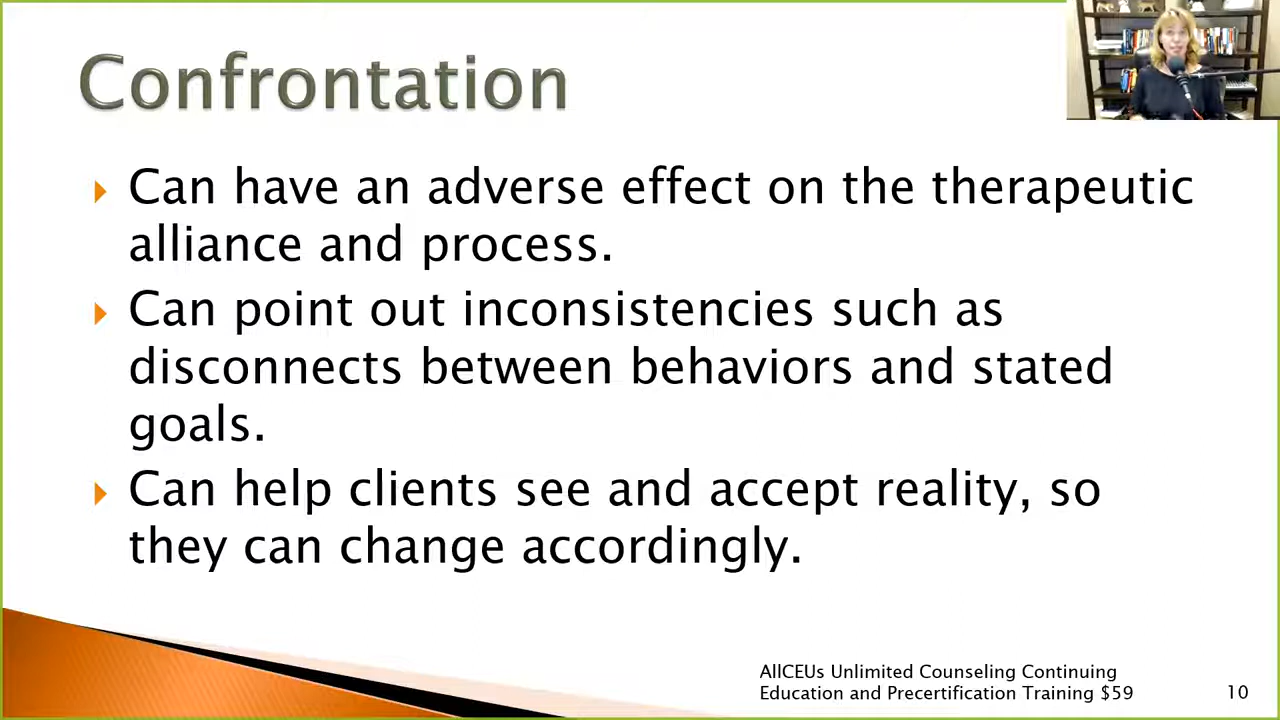 Confrontation
Can have an adverse effect on the therapeutic
alliance and process.
Can point out inconsistencies such as
disconnects between behaviors and stated
goals.
Can help clients see and accept reality, so
they can change accordingly.
AllCEUs Unlimited Counseling Continuing
Education and Precertification Training $59
10